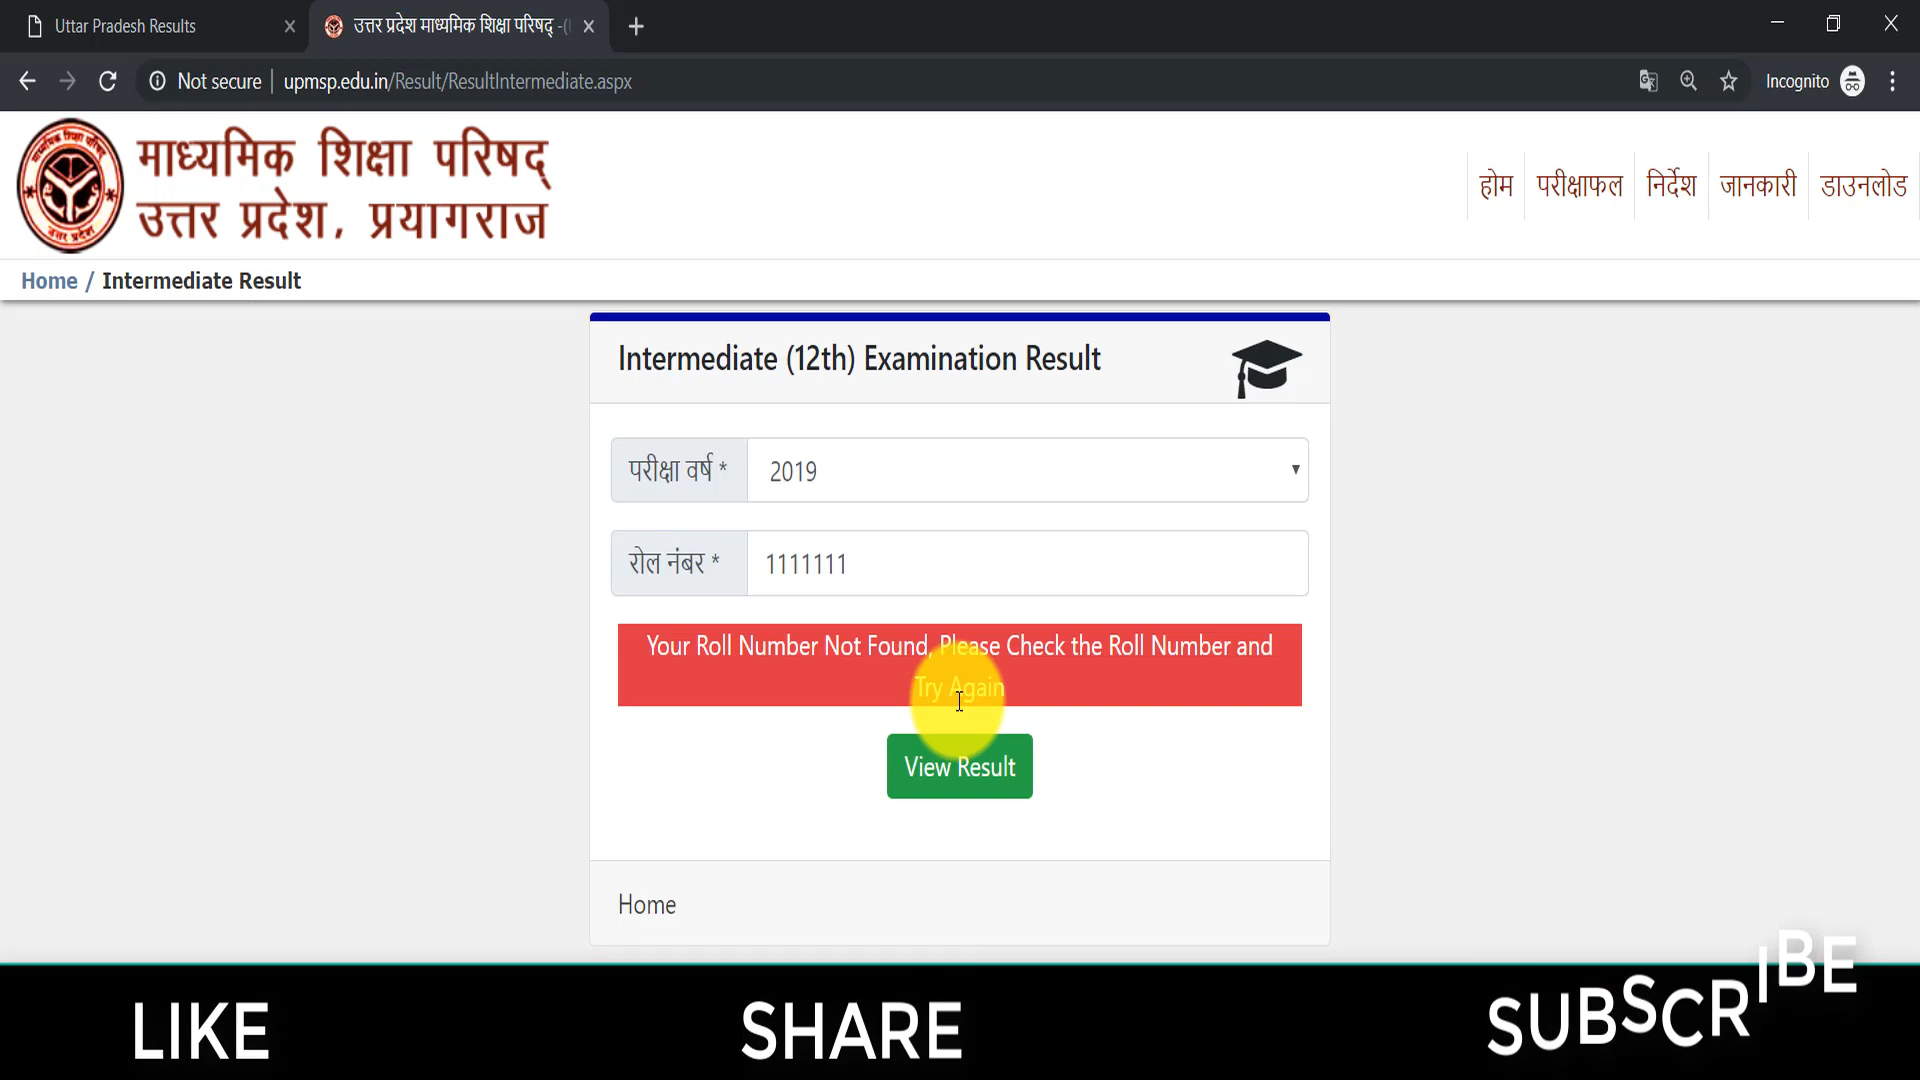 Uttar Pradesh Results
उत्तर प्रदेश माध्यमिक शिक्षा परिषद् -(
Not secure
upmsp.edu.in/Result/ResultIntermediate.aspx
Incognito
माध्यमिक शिक्षा परिषद्
उत्तर प्रदेश, प्रयागराज
होम
परीक्षाफल
निर्देश
जानकारी
डाउनलोड
Home / Intermediate Result
Intermediate (12th) Examination Result
परीक्षा वर्ष *
2019
रोल नंबर *
1111111
Your Roll Number Not Found, Please Check the Roll Number and
Try Again
View Result
Home
LIKE
SHARE
SUBSCRIBE